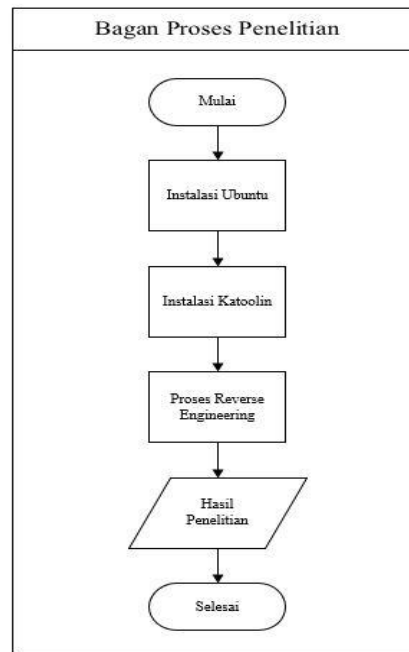 Bagan Proses Penelitian
Mulai
Instalasi Ubuntu
Instalasi Katoolin
Proses Reverse
Engineering
Hasil
Penelitian
Selesai